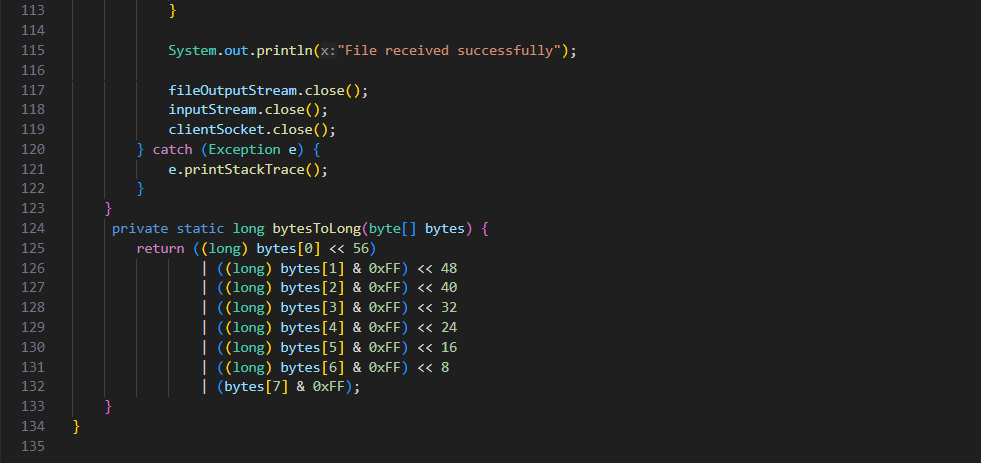 113            }
114
115            System.out.println(x:"File received successfully");
116
117            fileOutputStream.close();
118            inputStream.close();
119            clientSocket.close();
120        } catch (Exception e) {
121            e.printStackTrace();
122        }
123    }
124     private static long bytesToLong(byte[] bytes) {
125        return ((long) bytes[0] << 56)
126                | ((long) bytes[1] & 0xFF) << 48
127                | ((long) bytes[2] & 0xFF) << 40
128                | ((long) bytes[3] & 0xFF) << 32
129                | ((long) bytes[4] & 0xFF) << 24
130                | ((long) bytes[5] & 0xFF) << 16
131                | ((long) bytes[6] & 0xFF) << 8
132                | (bytes[7] & 0xFF);
133    }
134 }
135